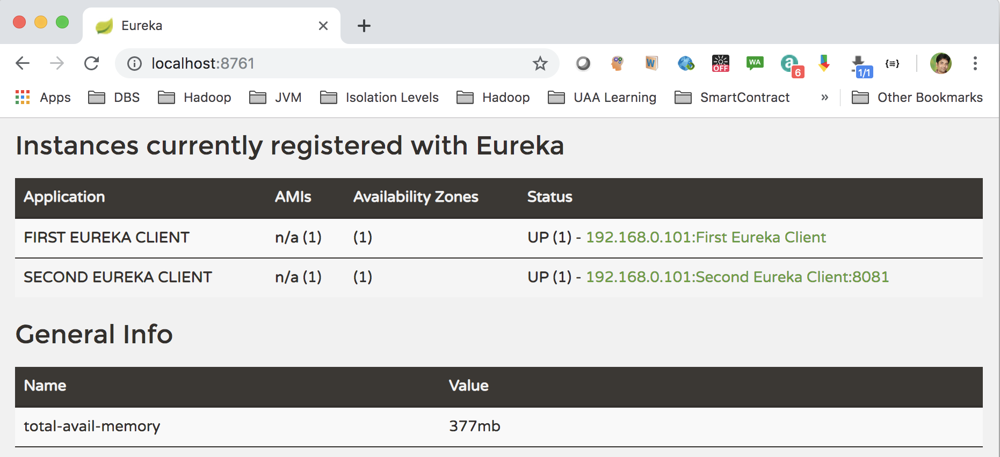 Eureka
localhost:8761
W OFF WA a 6 1/1 {≡}
Apps DBS Hadoop JVM Isolation Levels Hadoop UAA Learning SmartContract » Other Bookmarks
Instances currently registered with Eureka
Application AMIs Availability Zones Status
FIRST EUREKA CLIENT n/a (1) (1) UP (1) - 192.168.0.101:First Eureka Client
SECOND EUREKA CLIENT n/a (1) (1) UP (1) - 192.168.0.101:Second Eureka Client:8081
General Info
Name Value
total-avail-memory 377mb